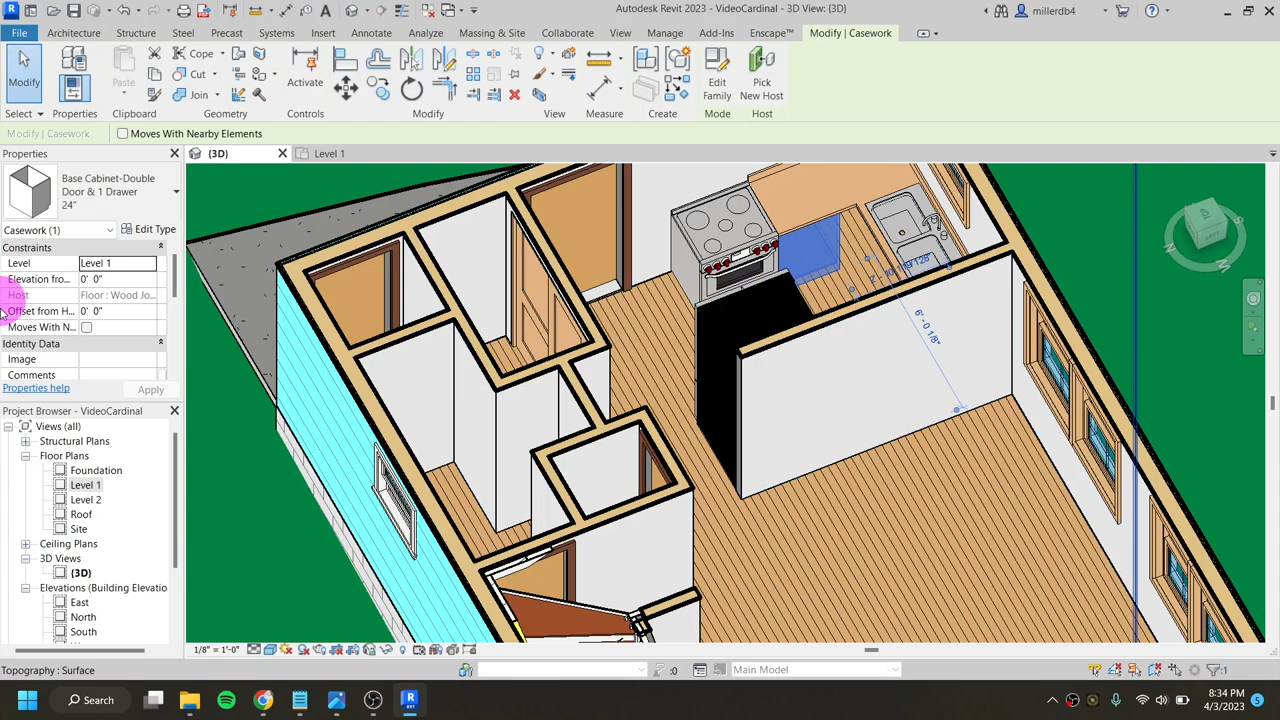 Autodesk Revit 2023 - VideoCardinal - 3D View: {3D}
millerdb4
File Architecture Structure Steel Precast Systems Insert Annotate Analyze Massing & Site Collaborate View Manage Add-Ins Enscape™ Modify | Casework
Modify
Paste
Cope
Cut
Join
Activate
Edit Family
Pick New Host
Select Properties Clipboard Geometry Controls Modify View Measure Create Mode Host
Modify | Casework
Moves With Nearby Elements
Properties
{3D}
Level 1
Base Cabinet-Double Door & 1 Drawer
24"
Casework (1)
Edit Type
Constraints
Level Level 1
Elevation fro... 0' 0"
Host Floor : Wood Jo...
Offset from H... 0' 0"
Moves With N...
Identity Data
Image
Comments
Properties help
Apply
Project Browser - VideoCardinal
Views (all)
Structural Plans
Floor Plans
Foundation
Level 1
Level 2
Roof
Site
Ceiling Plans
3D Views
{3D}
Elevations (Building Elevatio
East
North
South
6' - 0 1/8"
LEFT
1/8" = 1'-0"
Topography : Surface
:0
Main Model
:1
Search
8:34 PM
4/3/2023
5